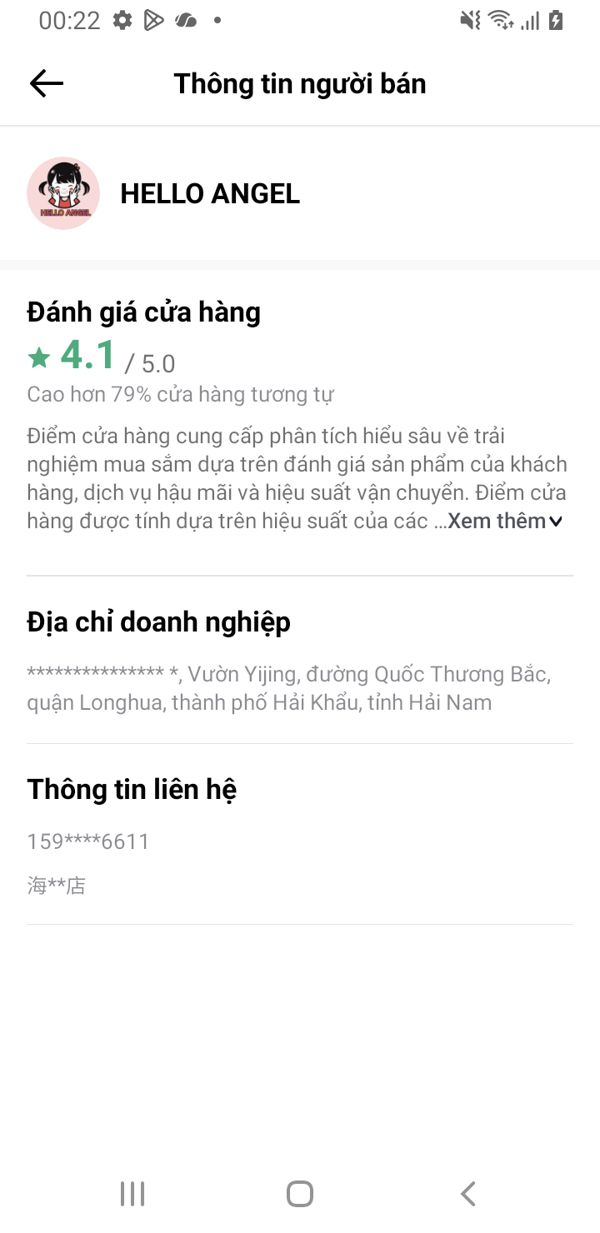 00:22
Thông tin người bán
HELLO ANGEL
HELLO ANGEL
Đánh giá cửa hàng
4.1 / 5.0
Cao hơn 79% cửa hàng tương tự
Điểm cửa hàng cung cấp phân tích hiểu sâu về trải
nghiệm mua sắm dựa trên đánh giá sản phẩm của khách
hàng, dịch vụ hậu mãi và hiệu suất vận chuyển. Điểm cửa
hàng được tính dựa trên hiệu suất của các ...Xem thêm
Địa chỉ doanh nghiệp
*************** *, Vườn Yijing, đường Quốc Thương Bắc,
quận Longhua, thành phố Hải Khẩu, tỉnh Hải Nam
Thông tin liên hệ
159****6611
海**店